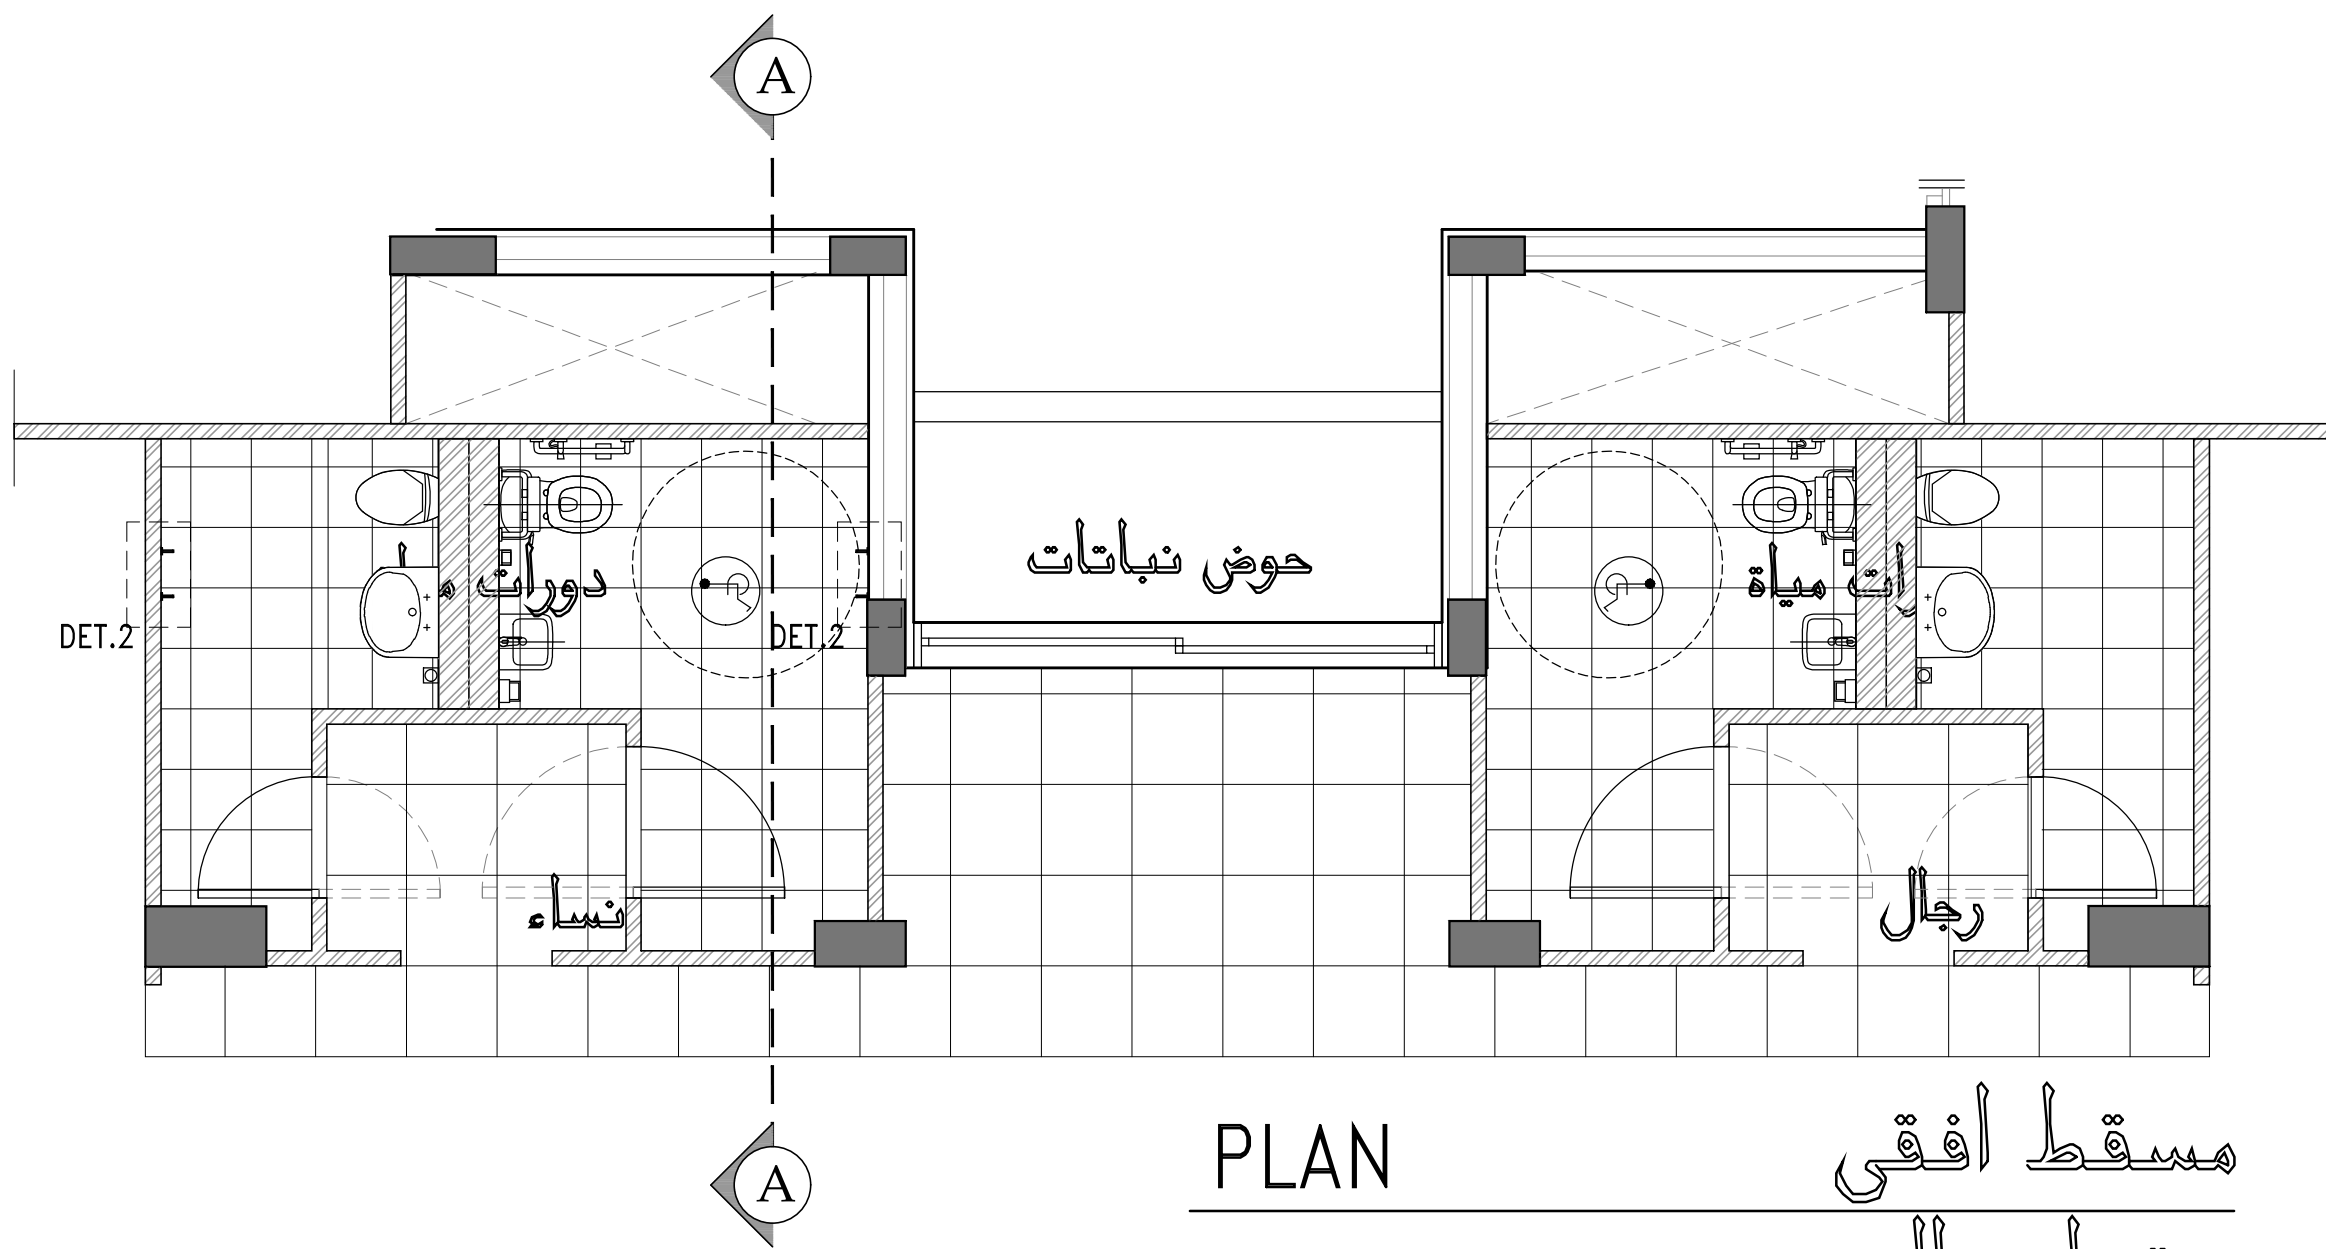 A
حوض نباتات
دورات
ات مياة
DET.2
DET.2
نساء
رجال
A
PLAN
مسقط افقى